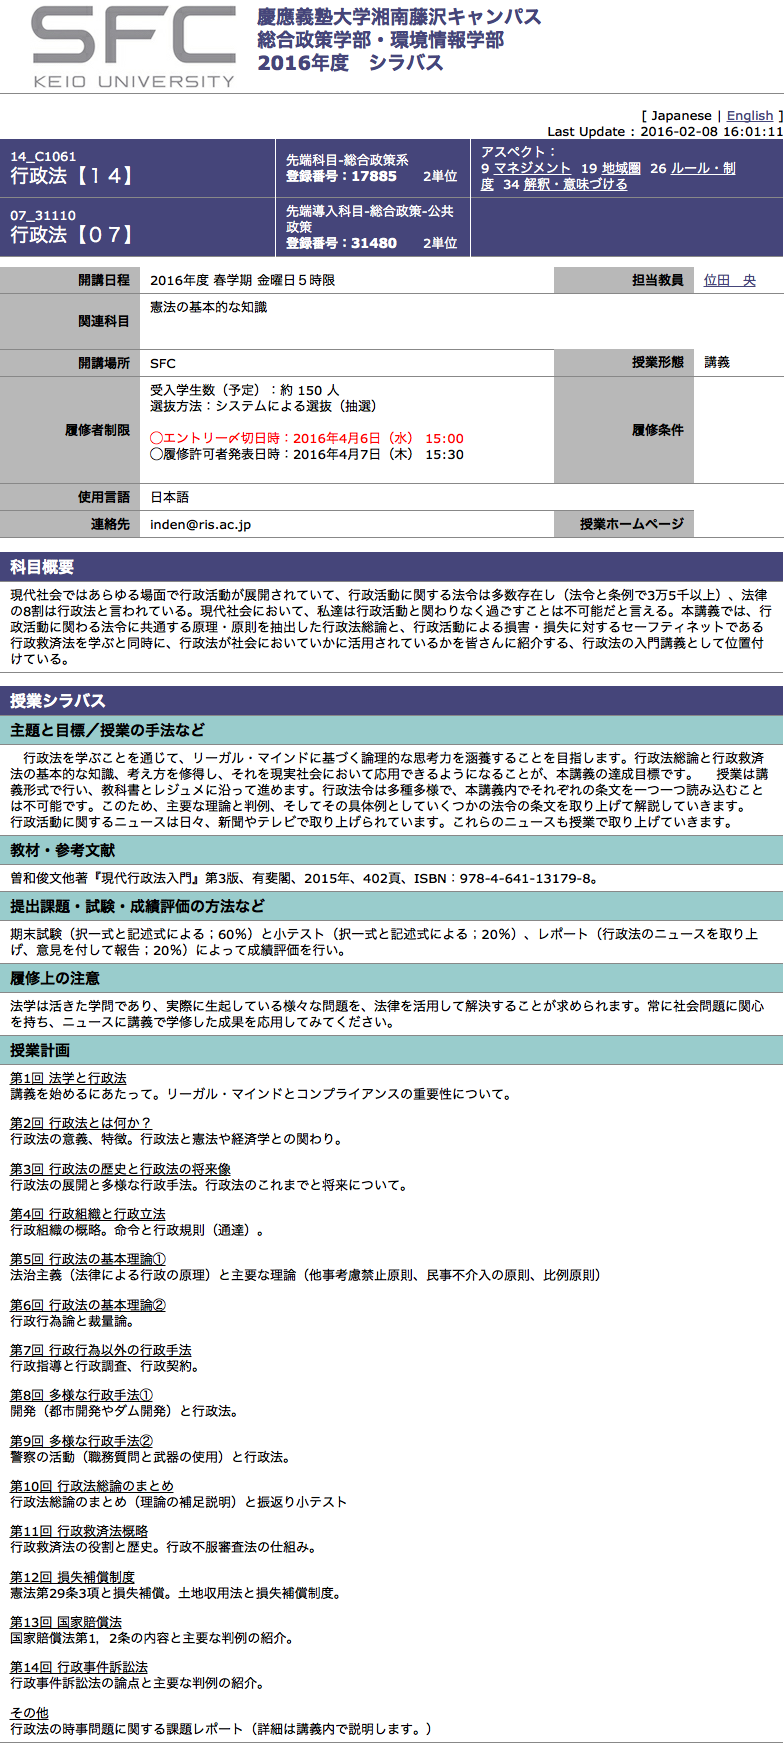 SFC
KEIO UNIVERSITY
慶應義塾大学湘南藤沢キャンパス
総合政策学部・環境情報学部
2016年度　シラバス
[ Japanese | English ]
Last Update : 2016-02-08 16:01:11
14_C1061
行政法【１４】
先端科目-総合政策系
登録番号：17885　　2単位
アスペクト：
9 マネジメント　19 地域圏　26 ルール・制
度　34 解釈・意味づける
07_31110
行政法【０７】
先端導入科目-総合政策-公共
政策
登録番号：31480　　2単位
開講日程　2016年度 春学期 金曜日５時限　担当教員　位田　央
関連科目　憲法の基本的な知識
開講場所　SFC　授業形態　講義
履修者制限
受入学生数（予定）：約 150 人
選抜方法：システムによる選抜（抽選）
◯エントリー〆切日時：2016年4月6日（水） 15:00
◯履修許可者発表日時：2016年4月7日（木） 15:30
履修条件
使用言語　日本語
連絡先　inden@ris.ac.jp　授業ホームページ
科目概要
現代社会ではあらゆる場面で行政活動が展開されていて、行政活動に関する法令は多数存在し（法令と条例で3万5千以上）、法律
の8割は行政法と言われている。現代社会において、私達は行政活動と関わりなく過ごすことは不可能だと言える。本講義では、行
政活動に関わる法令に共通する原理・原則を抽出した行政法総論と、行政活動による損害・損失に対するセーフティネットである
行政救済法を学ぶと同時に、行政法が社会においていかに活用されているかを皆さんに紹介する、行政法の入門講義として位置付
けている。
授業シラバス
主題と目標／授業の手法など
　行政法を学ぶことを通じて、リーガル・マインドに基づく論理的な思考力を涵養することを目指します。行政法総論と行政救済
法の基本的な知識、考え方を修得し、それを現実社会において応用できるようになることが、本講義の達成目標です。　授業は講
義形式で行い、教科書とレジュメに沿って進めます。行政法令は多種多様で、本講義内でそれぞれの条文を一つ一つ読み込むこと
は不可能です。このため、主要な理論と判例、そしてその具体例としていくつかの法令の条文を取り上げて解説していきます。
行政活動に関するニュースは日々、新聞やテレビで取り上げられています。これらのニュースも授業で取り上げていきます。
教材・参考文献
曽和俊文他著『現代行政法入門』第3版、有斐閣、2015年、402頁、ISBN：978-4-641-13179-8。
提出課題・試験・成績評価の方法など
期末試験（択一式と記述式による；60％）と小テスト（択一式と記述式による；20％）、レポート（行政法のニュースを取り上
げ、意見を付して報告；20％）によって成績評価を行い。
履修上の注意
法学は活きた学問であり、実際に生起している様々な問題を、法律を活用して解決することが求められます。常に社会問題に関心
を持ち、ニュースに講義で学修した成果を応用してみてください。
授業計画
第1回 法学と行政法
講義を始めるにあたって。リーガル・マインドとコンプライアンスの重要性について。
第2回 行政法とは何か？
行政法の意義、特徴。行政法と憲法や経済学との関わり。
第3回 行政法の歴史と行政法の将来像
行政法の展開と多様な行政手法。行政法のこれまでと将来について。
第4回 行政組織と行政立法
行政組織の概略。命令と行政規則（通達）。
第5回 行政法の基本理論①
法治主義（法律による行政の原理）と主要な理論（他事考慮禁止原則、民事不介入の原則、比例原則）
第6回 行政法の基本理論②
行政行為論と裁量論。
第7回 行政行為以外の行政手法
行政指導と行政調査、行政契約。
第8回 多様な行政手法①
開発（都市開発やダム開発）と行政法。
第9回 多様な行政手法②
警察の活動（職務質問と武器の使用）と行政法。
第10回 行政法総論のまとめ
行政法総論のまとめ（理論の補足説明）と振返り小テスト
第11回 行政救済法概略
行政救済法の役割と歴史。行政不服審査法の仕組み。
第12回 損失補償制度
憲法第29条3項と損失補償。土地収用法と損失補償制度。
第13回 国家賠償法
国家賠償法第1，2条の内容と主要な判例の紹介。
第14回 行政事件訴訟法
行政事件訴訟法の論点と主要な判例の紹介。
その他
行政法の時事問題に関する課題レポート（詳細は講義内で説明します。）